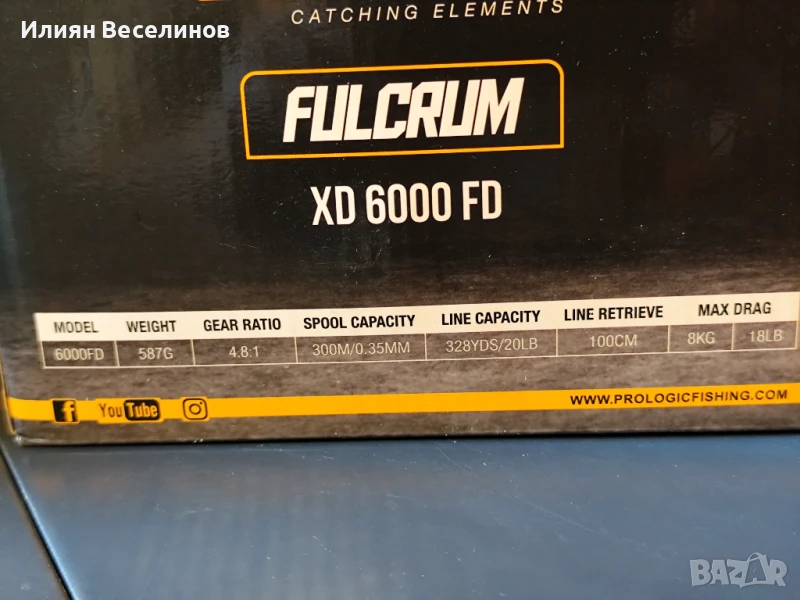 Илиян Веселинов
CATCHING ELEMENTS
FULCRUM
XD 6000 FD
MODEL WEIGHT GEAR RATIO SPOOL CAPACITY LINE CAPACITY LINE RETRIEVE MAX DRAG
6000FD 587G 4.8:1 300M/0.35MM 328YDS/20LB 100CM 8KG 18LB
f YouTube WWW.PROLOGICFISHING.COM
BAZAR